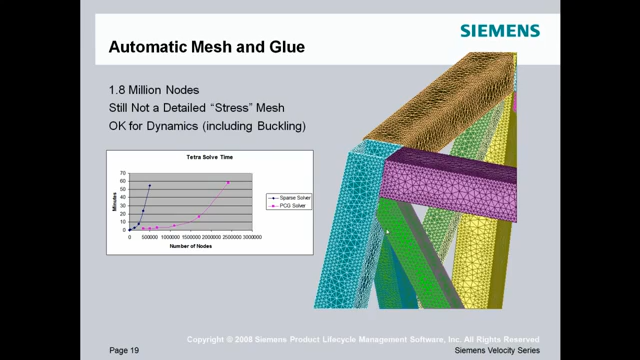 SIEMENS
Automatic Mesh and Glue
1.8 Million Nodes
Still Not a Detailed “Stress” Mesh
OK for Dynamics (including Buckling)
Tetra Solve Time
Minutes
70
60
50
40
30
20
10
0
0 500000 1000000 1500000 2000000 2500000 3000000
Number of Nodes
Sparse Solver
PCG Solver
Copyright © 2008 Siemens Product Lifecycle Management Software, Inc. All Rights Reserved
Page 19
Siemens Velocity Series